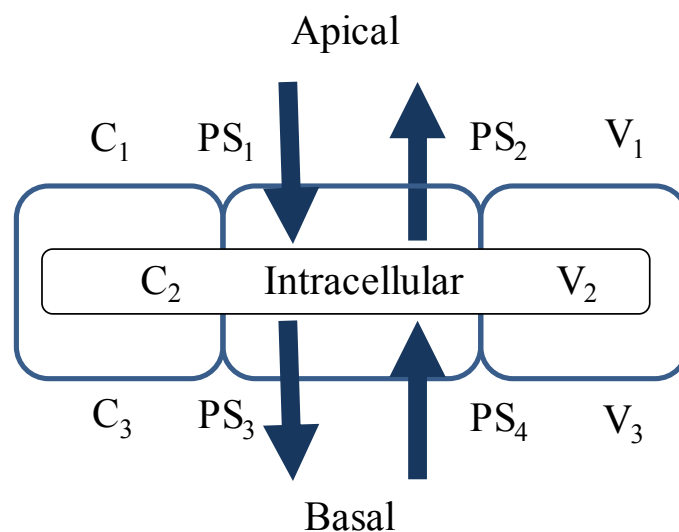 Apical
C₁ PS₁ PS₂ V₁
C₂ Intracellular V₂
C₃ PS₃ PS₄ V₃
Basal